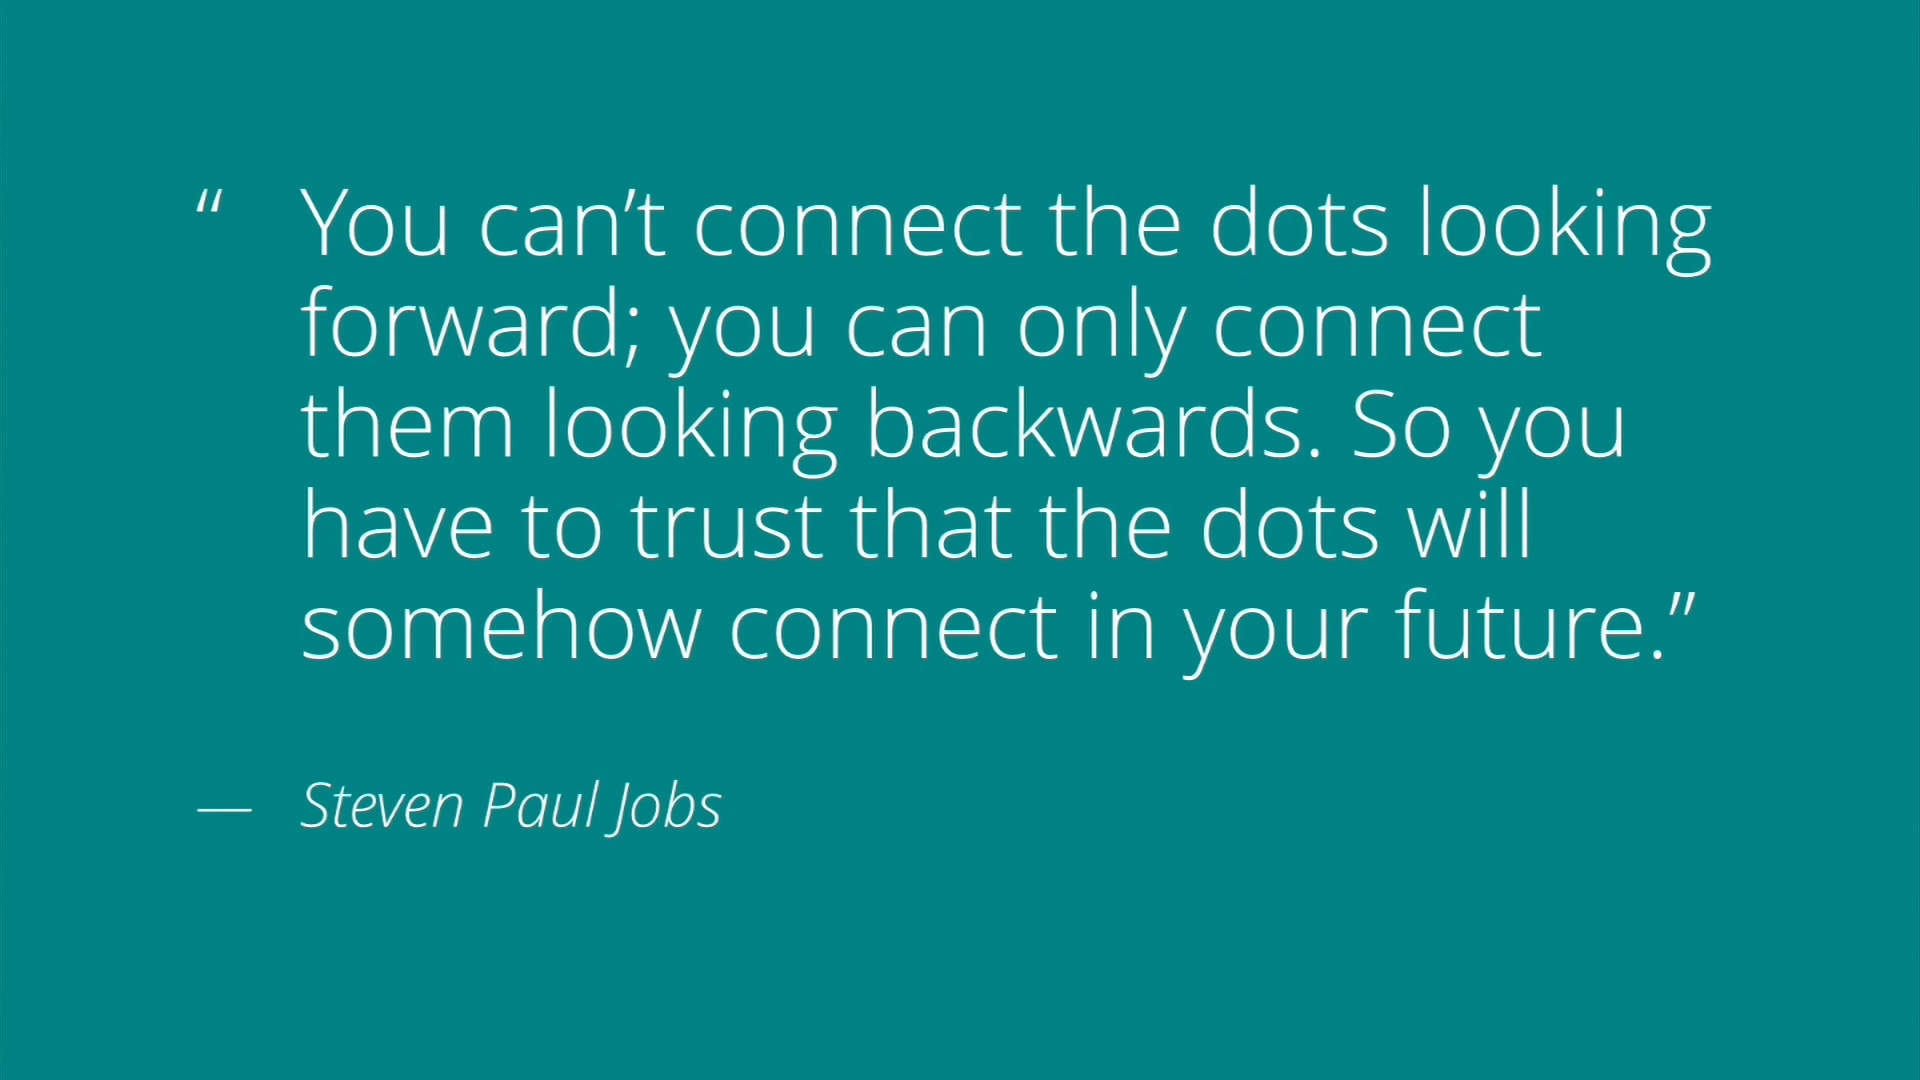 “ You can’t connect the dots looking
forward; you can only connect
them looking backwards. So you
have to trust that the dots will
somehow connect in your future.”
— Steven Paul Jobs